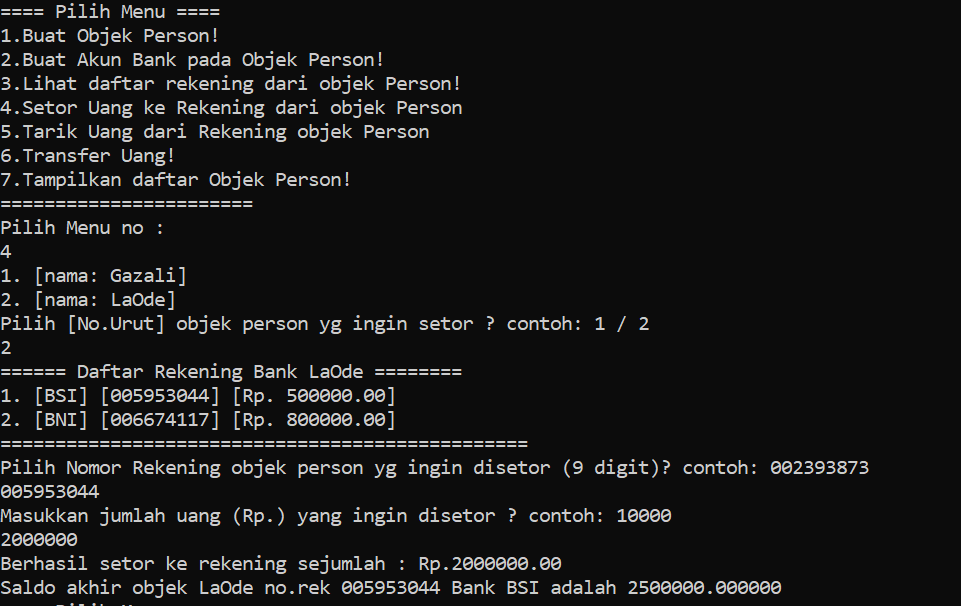 ==== Pilih Menu ====
1.Buat Objek Person!
2.Buat Akun Bank pada Objek Person!
3.Lihat daftar rekening dari objek Person!
4.Setor Uang ke Rekening dari objek Person
5.Tarik Uang dari Rekening objek Person
6.Transfer Uang!
7.Tampilkan daftar Objek Person!
=======================
Pilih Menu no :
4
1. [nama: Gazali]
2. [nama: LaOde]
Pilih [No.Urut] objek person yg ingin setor ? contoh: 1 / 2
2
====== Daftar Rekening Bank LaOde ========
1. [BSI] [005953044] [Rp. 500000.00]
2. [BNI] [006674117] [Rp. 800000.00]
================================================
Pilih Nomor Rekening objek person yg ingin disetor (9 digit)? contoh: 002393873
005953044
Masukkan jumlah uang (Rp.) yang ingin disetor ? contoh: 10000
2000000
Berhasil setor ke rekening sejumlah : Rp.2000000.00
Saldo akhir objek LaOde no.rek 005953044 Bank BSI adalah 2500000.000000